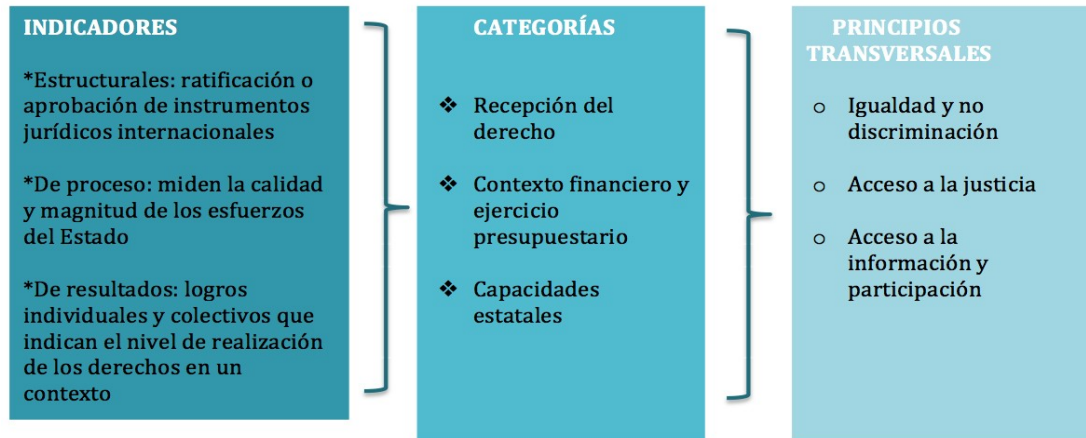 INDICADORES
*Estructurales: ratificación o
aprobación de instrumentos
jurídicos internacionales
*De proceso: miden la calidad
y magnitud de los esfuerzos
del Estado
*De resultados: logros
individuales y colectivos que
indican el nivel de realización
de los derechos en un
contexto
CATEGORÍAS
❖ Recepción del
derecho
❖ Contexto financiero y
ejercicio
presupuestario
❖ Capacidades
estatales
PRINCIPIOS
TRANSVERSALES
o Igualdad y no
discriminación
o Acceso a la justicia
o Acceso a la
información y
participación